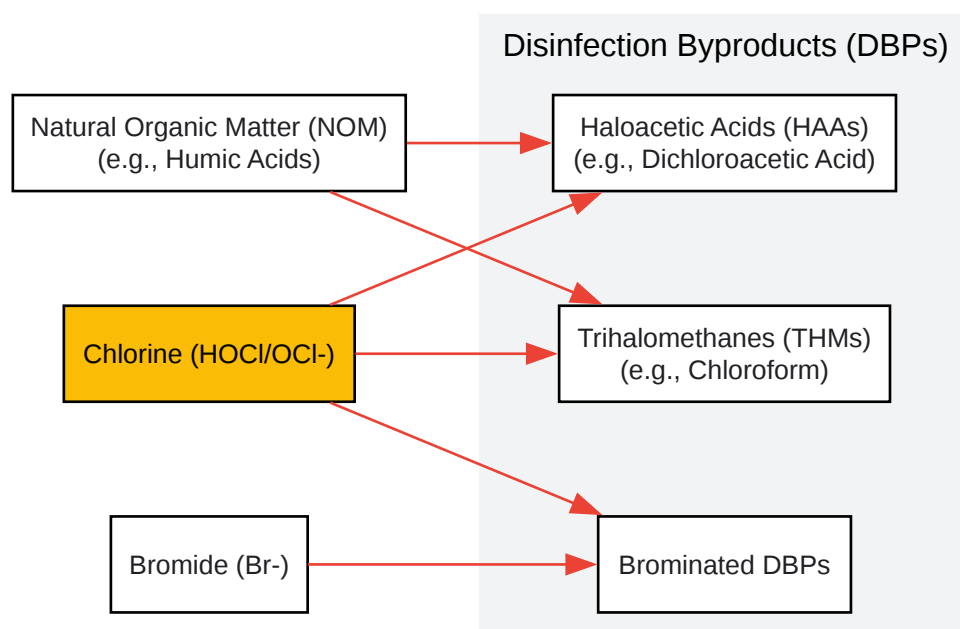 Disinfection Byproducts (DBPs)
Natural Organic Matter (NOM)
(e.g., Humic Acids)
Haloacetic Acids (HAAs)
(e.g., Dichloroacetic Acid)
Chlorine (HOCl/OCl-)
Trihalomethanes (THMs)
(e.g., Chloroform)
Bromide (Br-)
Brominated DBPs